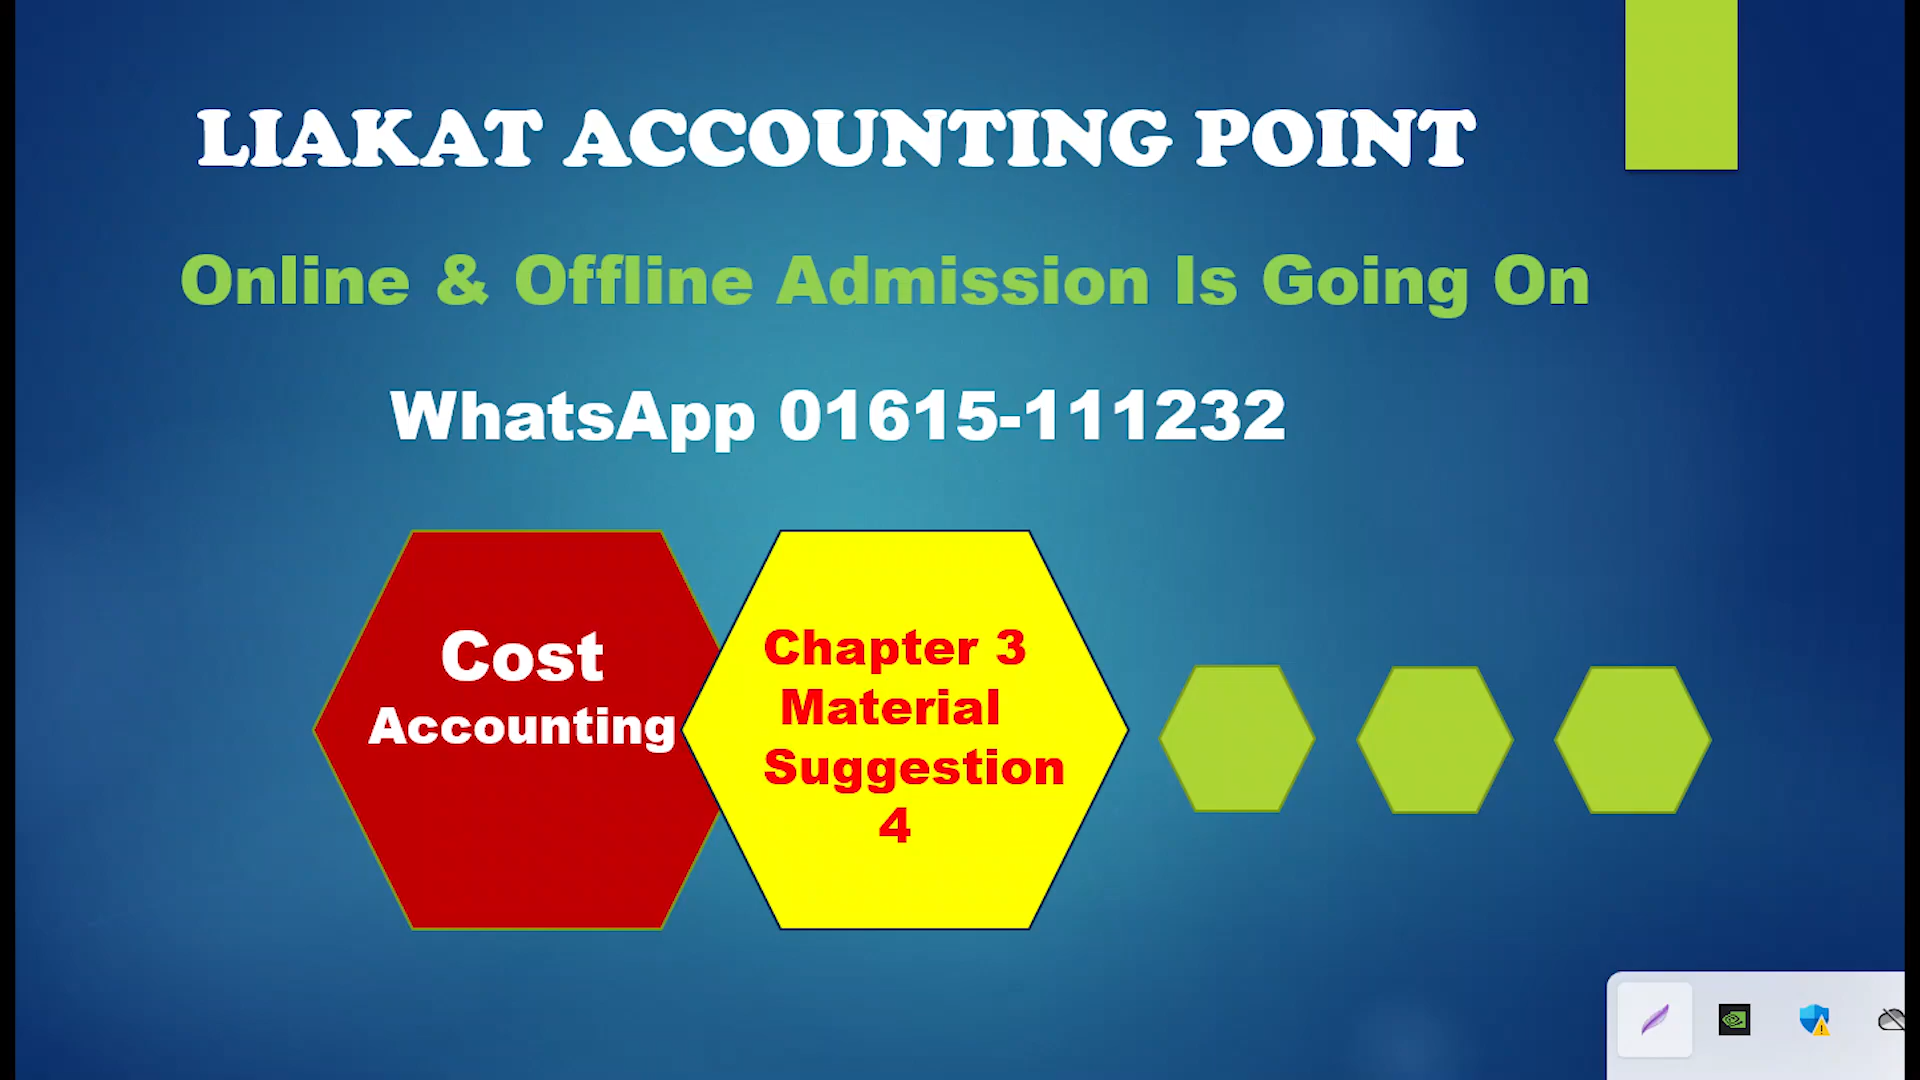 LIAKAT ACCOUNTING POINT
Online & Offline Admission Is Going On
WhatsApp 01615-111232
Cost
Accounting
Chapter 3
Material
Suggestion
4